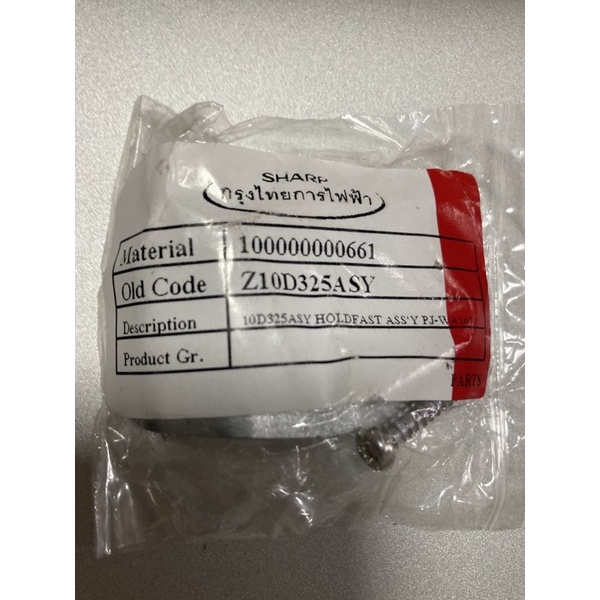 SHARP
กรุงไทยการไฟฟ้า
Material 100000000661
Old Code Z10D325ASY
Description 10D325ASY HOLDFAST ASS'Y
Product Gr.
PARTS